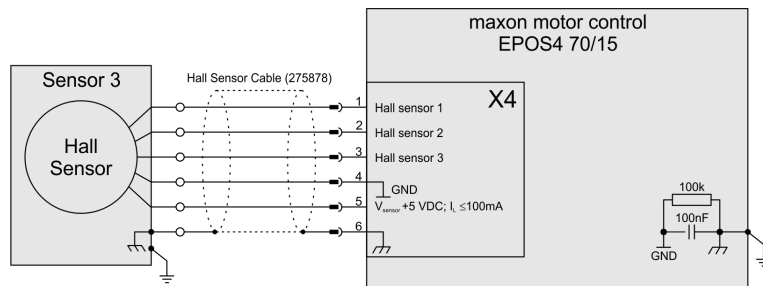 maxon motor control
EPOS4 70/15
Sensor 3
Hall Sensor Cable (275878)
X4
Hall
Sensor
1
Hall sensor 1
2
Hall sensor 2
3
Hall sensor 3
4
GND
5
Vsensor +5 VDC; IL ≤100mA
6
100k
100nF
GND